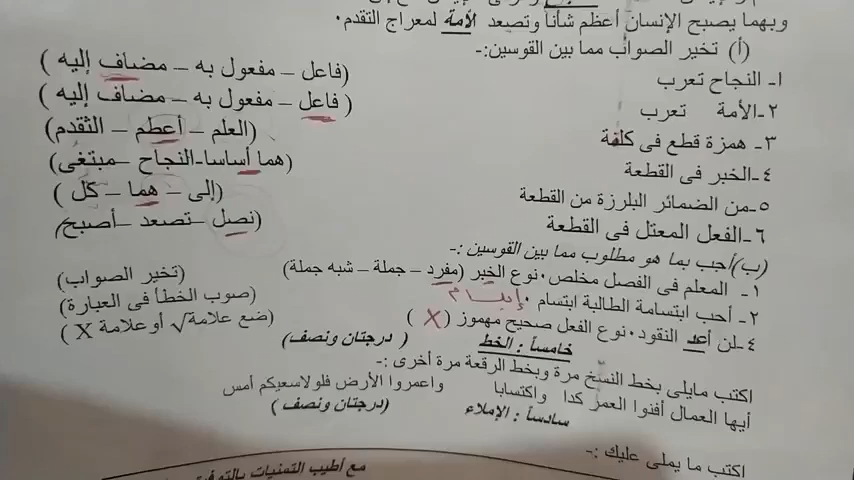 وبهما يصبح الإنسان أعظم شأنا وتصعد الأمة لمعراج التقدم.
(أ) تخير الصواب مما بين القوسين:-
١- النجاح تعرب (فاعل – مفعول به – مضاف إليه)
٢- الأمة تعرب (فاعل – مفعول به – مضاف إليه)
٣- همزة قطع فى كلمة (العلم – أعظم – التقدم)
٤- الخبر فى القطعة (هما أساسا-النجاح – مبتغى)
٥- من الضمائر البارزة من القطعة (إلى – هما – كل)
٦- الفعل المعتل فى القطعة (نصل – تصعد – أصبح)
(ب) أجب بما هو مطلوب مما بين القوسين:-
١- المعلم فى الفصل مخلص. نوع الخبر (مفرد – جملة – شبه جملة) (تخير الصواب)
٢- أحب ابتسامة الطالبة ابتسام. إبتسام (صوب الخطأ فى العبارة)
٤- لن أعد النقود. نوع الفعل صحيح مهموز (X) (ضع علامة √ أو علامة X)
خامساً : الخط (درجتان ونصف)
اكتب مايلى بخط النسخ مرة وبخط الرقعة مرة أخرى:-
أيها العمال أفنوا العمر كدا واكتسابا واعمروا الأرض فلولاسعيكم أمس
سادساً : الإملاء (درجتان ونصف)
اكتب ما يملى عليك :-
مع أطيب التمنيات بالتوفيق